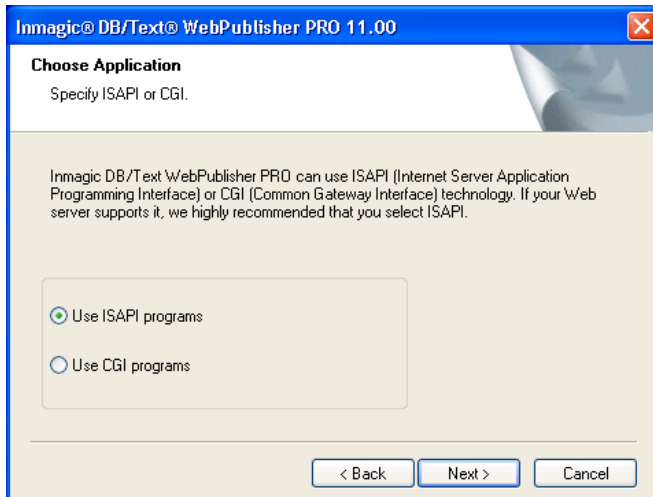 Inmagic® DB/Text® WebPublisher PRO 11.00
Choose Application
Specify ISAPI or CGI.
Inmagic DB/Text WebPublisher PRO can use ISAPI (Internet Server Application
Programming Interface) or CGI (Common Gateway Interface) technology. If your Web
server supports it, we highly recommended that you select ISAPI.
Use ISAPI programs
Use CGI programs
< Back Next > Cancel